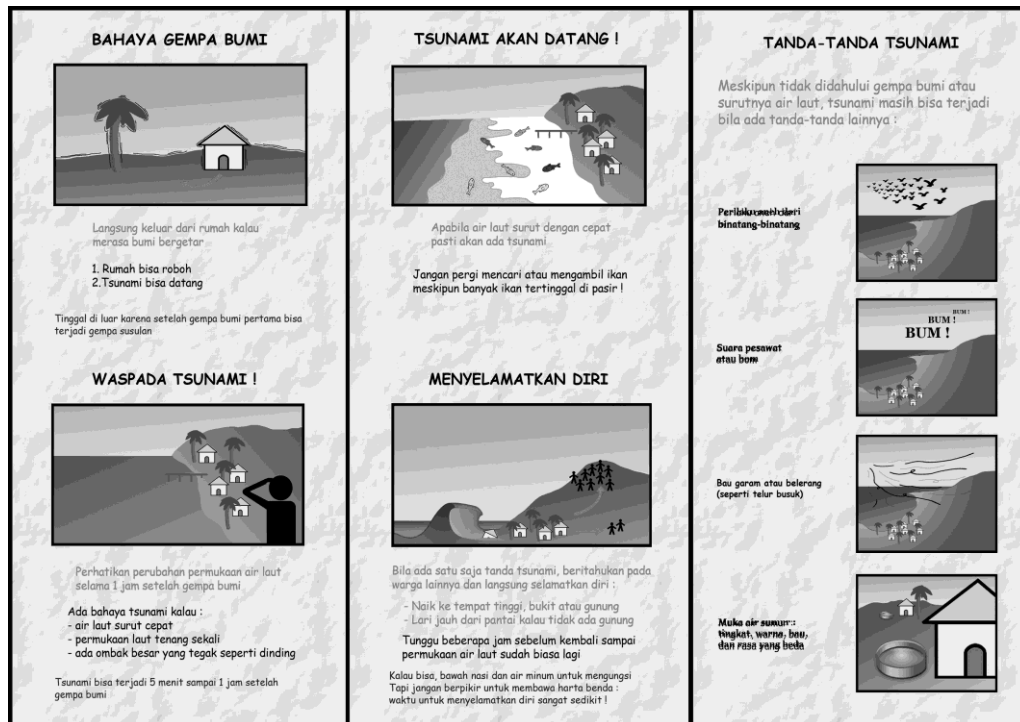 BAHAYA GEMPA BUMI
Langsung keluar dari rumah kalau
merasa bumi bergetar
1. Rumah bisa roboh
2.Tsunami bisa datang
Tinggal di luar karena setelah gempa bumi pertama bisa
terjadi gempa susulan
WASPADA TSUNAMI !
Perhatikan perubahan permukaan air laut
selama 1 jam setelah gempa bumi
Ada bahaya tsunami kalau :
- air laut surut cepat
- permukaan laut tenang sekali
- ada ombak besar yang tegak seperti dinding
Tsunami bisa terjadi 5 menit sampai 1 jam setelah
gempa bumi
TSUNAMI AKAN DATANG !
Apabila air laut surut dengan cepat
pasti akan ada tsunami
Jangan pergi mencari atau mengambil ikan
meskipun banyak ikan tertinggal di pasir !
MENYELAMATKAN DIRI
Bila ada satu saja tanda tsunami, beritahukan pada
warga lainnya dan langsung selamatkan diri :
- Naik ke tempat tinggi, bukit atau gunung
- Lari jauh dari pantai kalau tidak ada gunung
Tunggu beberapa jam sebelum kembali sampai
permukaan air laut sudah biasa lagi
Kalau bisa, bawah nasi dan air minum untuk mengungsi
Tapi jangan berpikir untuk membawa harta benda :
waktu untuk menyelamatkan diri sangat sedikit !
TANDA-TANDA TSUNAMI
Meskipun tidak didahului gempa bumi atau
surutnya air laut, tsunami masih bisa terjadi
bila ada tanda-tanda lainnya :
binatang-binatang
BUM !
BUM !
BUM !
Suara pesawat
atau bom
Bau garam atau belerang
(seperti telur busuk)
Muka air sumur :
tingkat, warna, bau,
dan rasa yang beda